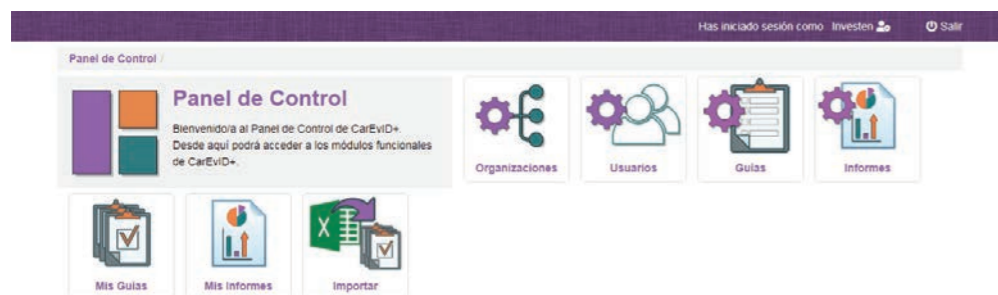 Has iniciado sesión como Investen Salir
Panel de Control /
Panel de Control
Bienvenido/a al Panel de Control de CarEvID+.
Desde aquí podrá acceder a los módulos funcionales
de CarEvID+.
Organizaciones Usuarios Guías Informes
Mis Guías Mis Informes Importar